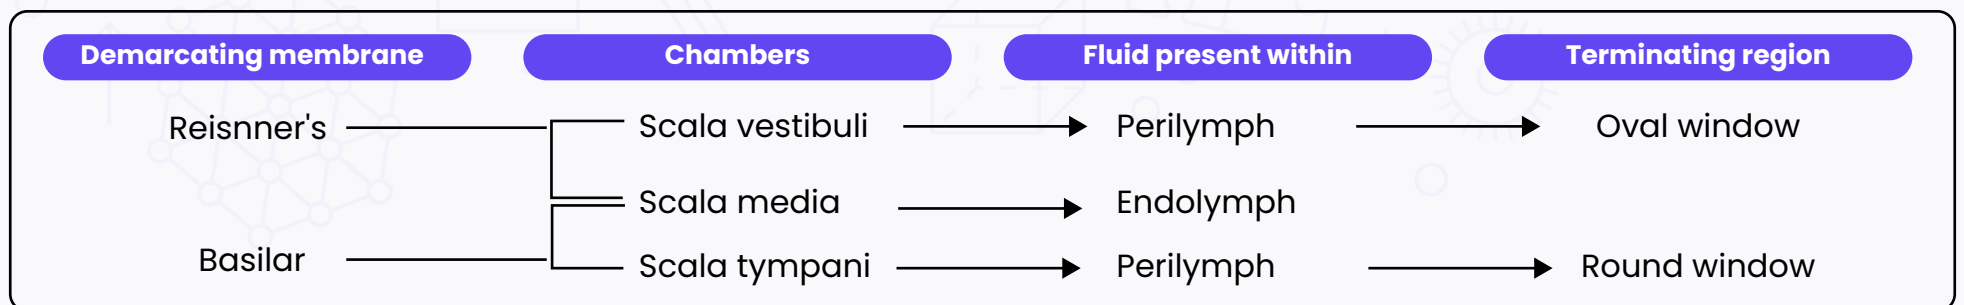 Demarcating membrane Chambers Fluid present within Terminating region
Reisnner's Scala vestibuli Perilymph Oval window
Scala media Endolymph
Basilar Scala tympani Perilymph Round window